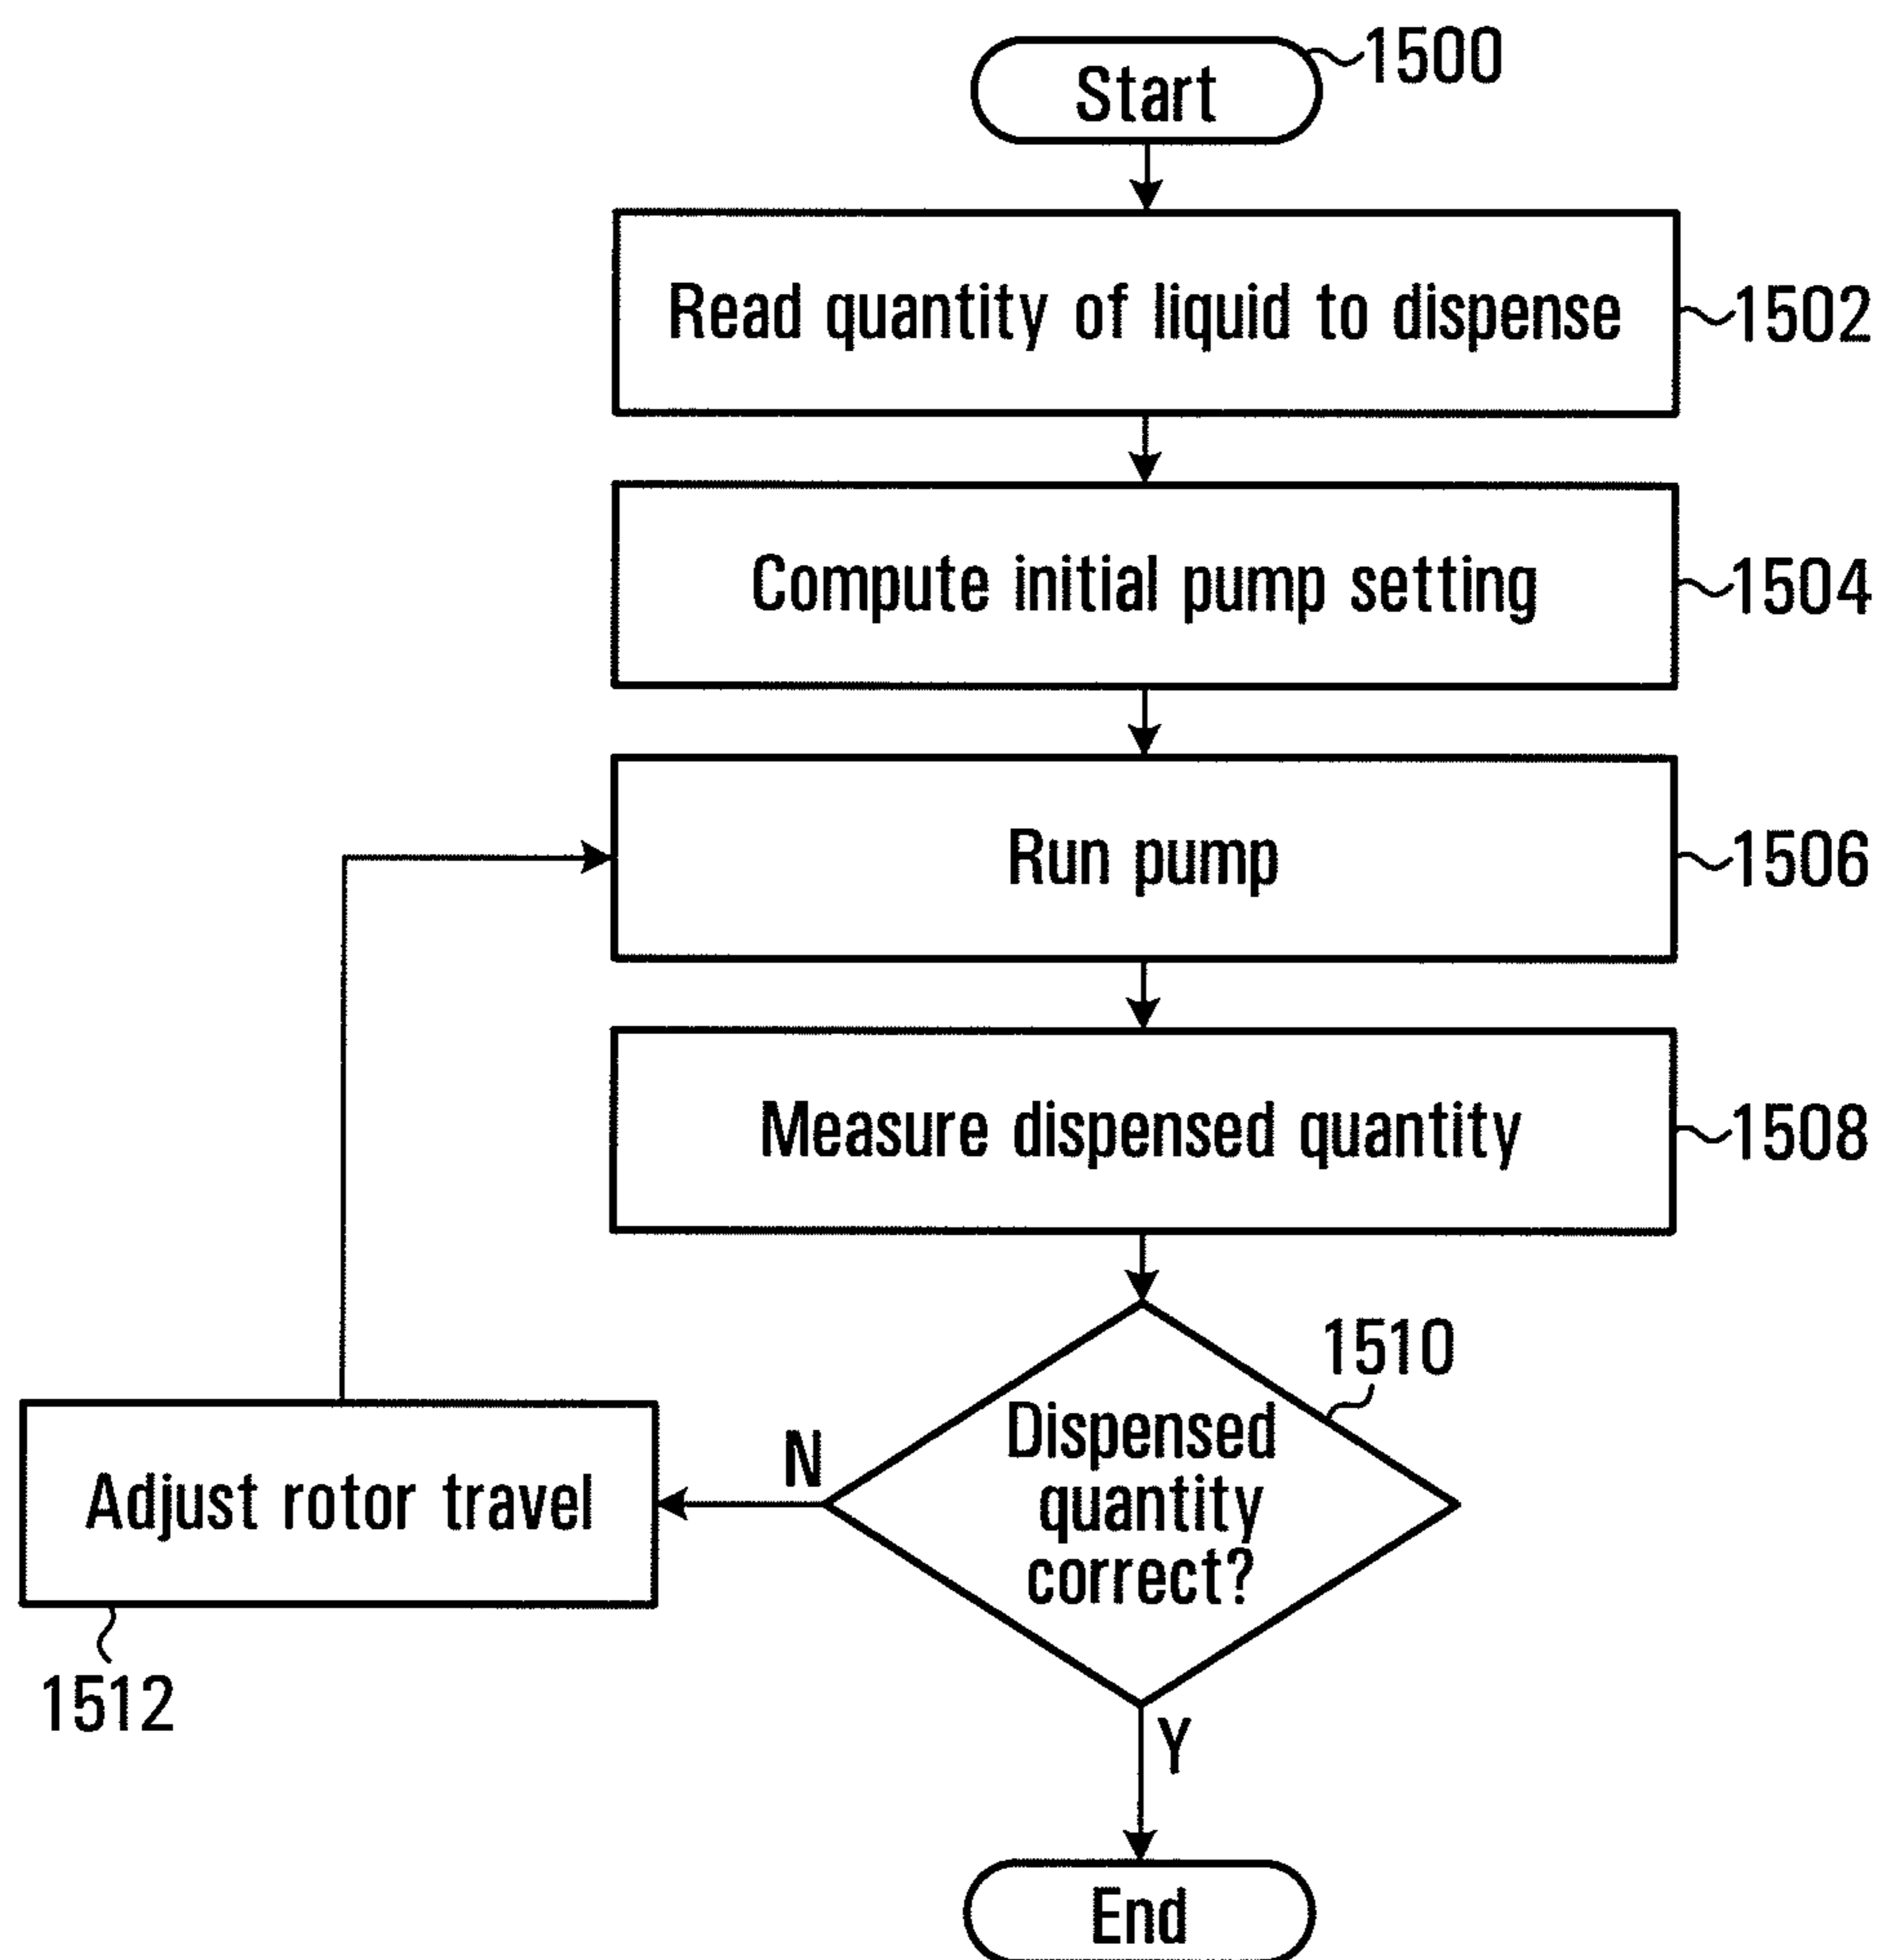 Start
1500
Read quantity of liquid to dispense
1502
Compute initial pump setting
1504
Run pump
1506
Measure dispensed quantity
1508
1510
Dispensed
quantity
correct?
N
Adjust rotor travel
1512
Y
End